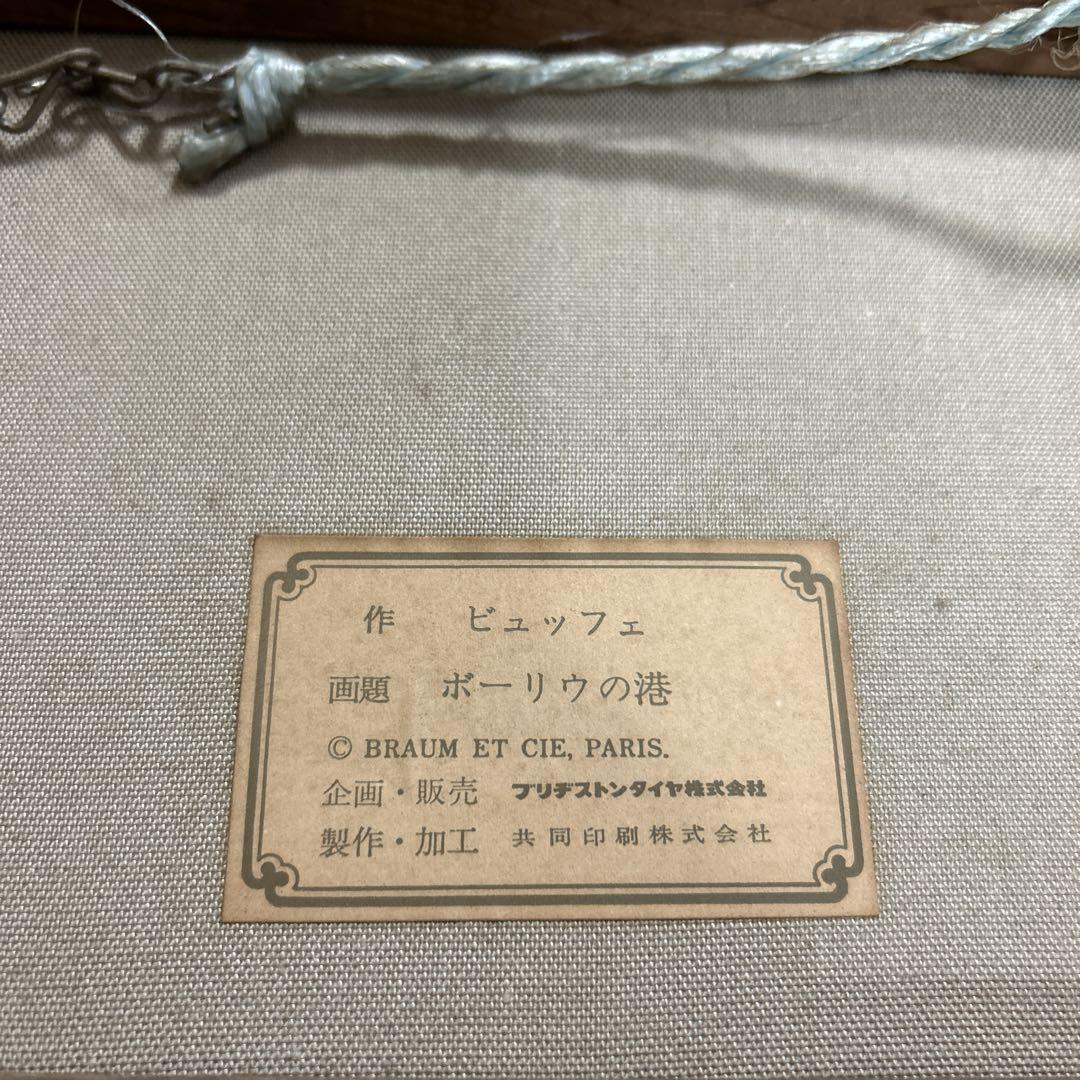 作 ビュッフェ
画題 ボーリウの港
© BRAUM ET CIE, PARIS.
企画・販売 ブリヂストンタイヤ株式会社
製作・加工 共同印刷株式会社